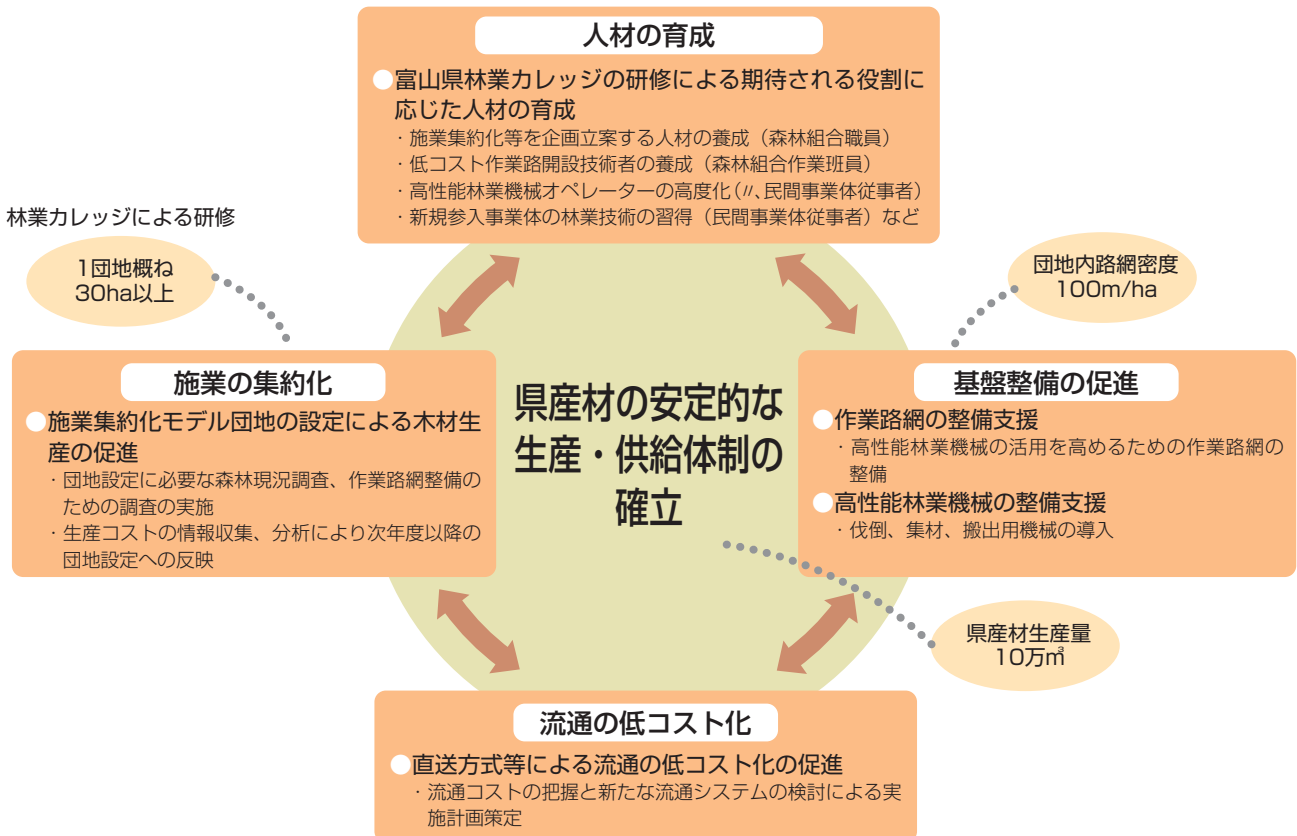 人材の育成
●富山県林業カレッジの研修による期待される役割に
応じた人材の育成
・施業集約化等を企画立案する人材の養成（森林組合職員）
・低コスト作業路開設技術者の養成（森林組合作業班員）
・高性能林業機械オペレーターの高度化（〃、民間事業体従事者）
・新規参入事業体の林業技術の習得（民間事業体従事者）など
林業カレッジによる研修
1団地概ね
30ha以上
団地内路網密度
100m/ha
施業の集約化
●施業集約化モデル団地の設定による木材生
産の促進
・団地設定に必要な森林現況調査、作業路網整備の
ための調査の実施
・生産コストの情報収集、分析により次年度以降の
団地設定への反映
県産材の安定的な
生産・供給体制の
確立
基盤整備の促進
●作業路網の整備支援
・高性能林業機械の活用を高めるための作業路網の
整備
●高性能林業機械の整備支援
・伐倒、集材、搬出用機械の導入
県産材生産量
10万㎥
流通の低コスト化
●直送方式等による流通の低コスト化の促進
・流通コストの把握と新たな流通システムの検討による実
施計画策定